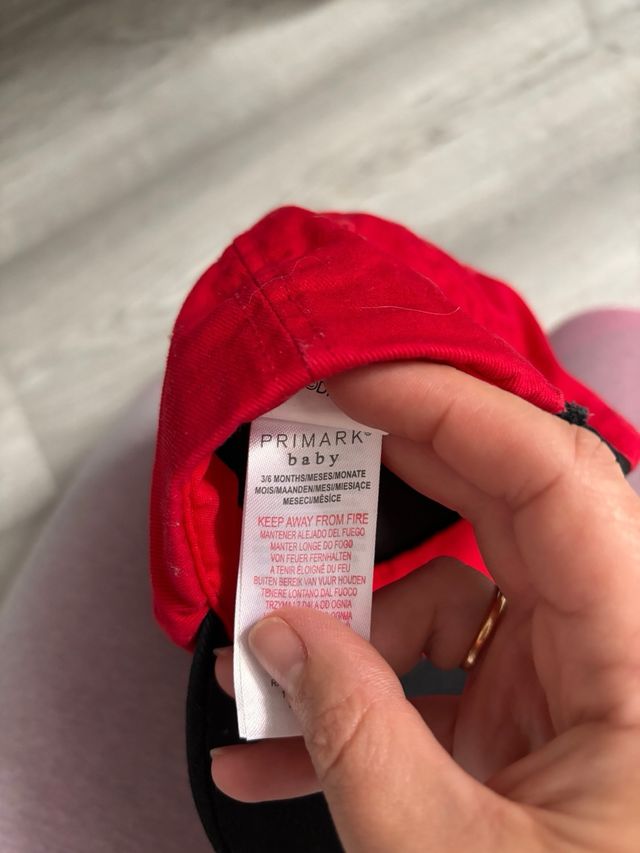 ©D
PRIMARK®
baby
3/6 MONTHS/MESES/MONATE
MOIS/MAANDEN/MESI/MIESIĄCE
MESECI/MĚSÍCE
KEEP AWAY FROM FIRE
MANTENER ALEJADO DEL FUEGO
MANTER LONGE DO FOGO
VON FEUER FERNHALTEN
A TENIR ÉLOIGNÉ DU FEU
BUITEN BEREIK VAN VUUR HOUDEN
TENERE LONTANO DAL FUOCO
OD OGNIA